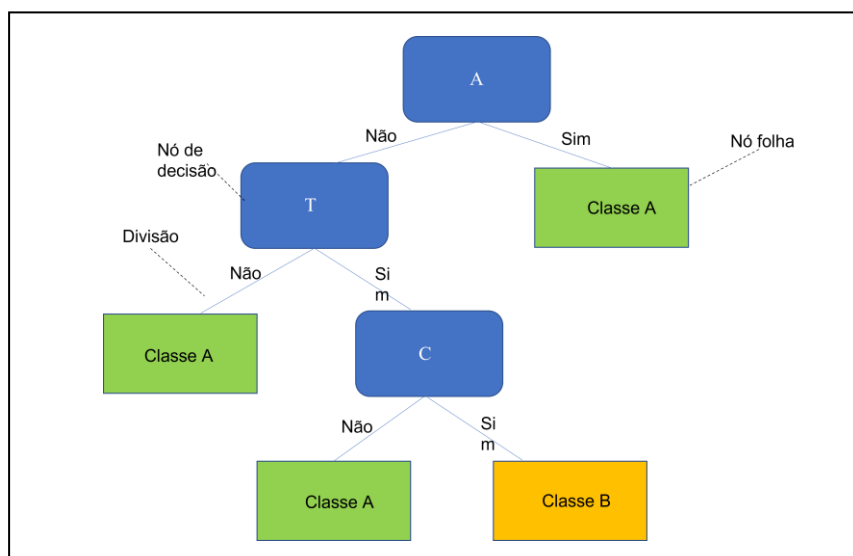 A
Não
Sim
Nó folha
Nó de
decisão
T
Classe A
Divisão
Não
Si
m
Classe A
C
Não
Si
m
Classe A
Classe B